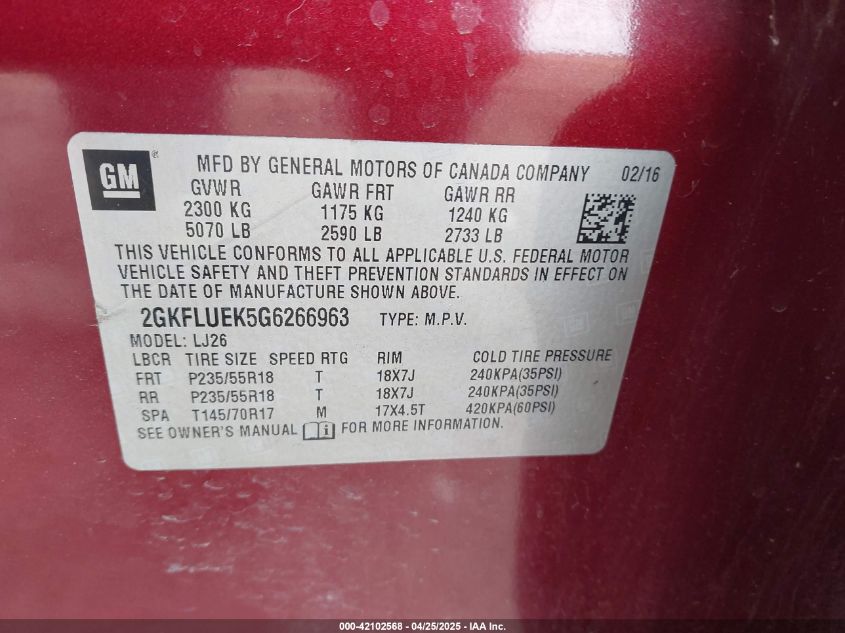 GM ® MFD BY GENERAL MOTORS OF CANADA COMPANY 02/16
GVWR GAWR FRT GAWR RR
2300 KG 1175 KG 1240 KG
5070 LB 2590 LB 2733 LB
THIS VEHICLE CONFORMS TO ALL APPLICABLE U.S. FEDERAL MOTOR
VEHICLE SAFETY AND THEFT PREVENTION STANDARDS IN EFFECT ON
THE DATE OF MANUFACTURE SHOWN ABOVE.
2GKFLUEK5G6266963 TYPE: M.P.V.
MODEL: LJ26
LBCR TIRE SIZE SPEED RTG RIM COLD TIRE PRESSURE
FRT P235/55R18 T 18X7J 240KPA(35PSI)
RR P235/55R18 T 18X7J 240KPA(35PSI)
SPA T145/70R17 M 17X4.5T 420KPA(60PSI)
SEE OWNER'S MANUAL i FOR MORE INFORMATION.
000-42102568 - 04/25/2025 - IAA Inc.